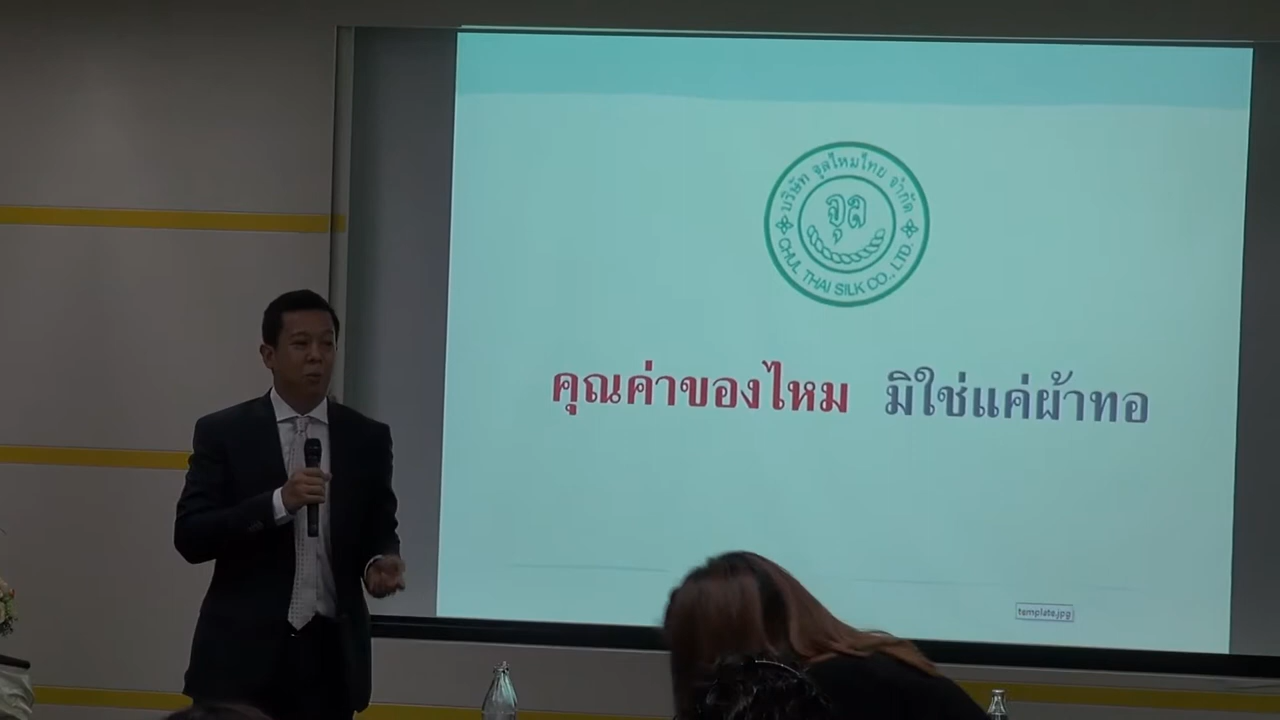 บริษัท จุลไหมไทย จำกัด
จุล
CHUL THAI SILK CO., LTD.
คุณค่าของไหม มิใช่แค่ผ้าทอ
template.jpg